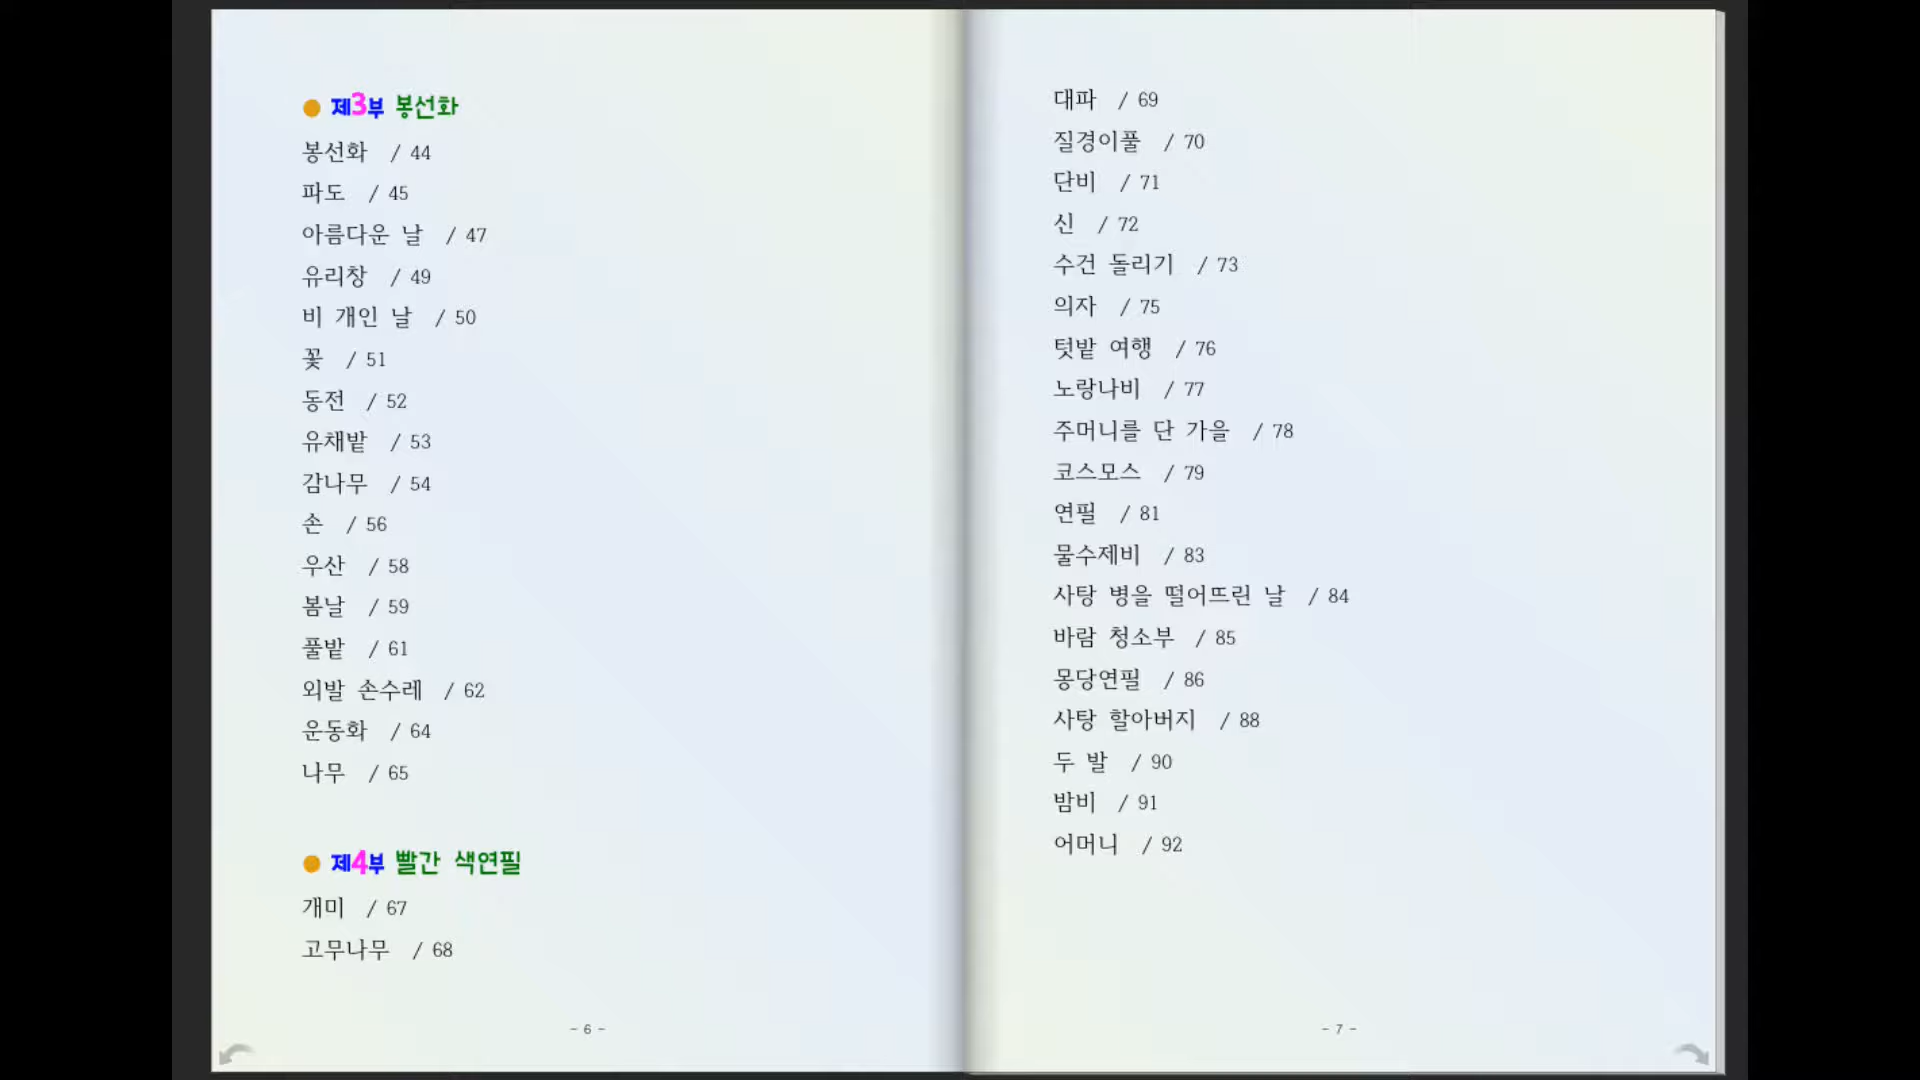 제3부 봉선화
봉선화 / 44
파도 / 45
아름다운 날 / 47
유리창 / 49
비 개인 날 / 50
꽃 / 51
동전 / 52
유채밭 / 53
감나무 / 54
손 / 56
우산 / 58
봄날 / 59
풀밭 / 61
외발 손수레 / 62
운동화 / 64
나무 / 65
제4부 빨간 색연필
개미 / 67
고무나무 / 68
- 6 -
대파 / 69
질경이풀 / 70
단비 / 71
신 / 72
수건 돌리기 / 73
의자 / 75
텃밭 여행 / 76
노랑나비 / 77
주머니를 단 가을 / 78
코스모스 / 79
연필 / 81
물수제비 / 83
사탕 병을 떨어뜨린 날 / 84
바람 청소부 / 85
몽당연필 / 86
사탕 할아버지 / 88
두 발 / 90
밤비 / 91
어머니 / 92
- 7 -